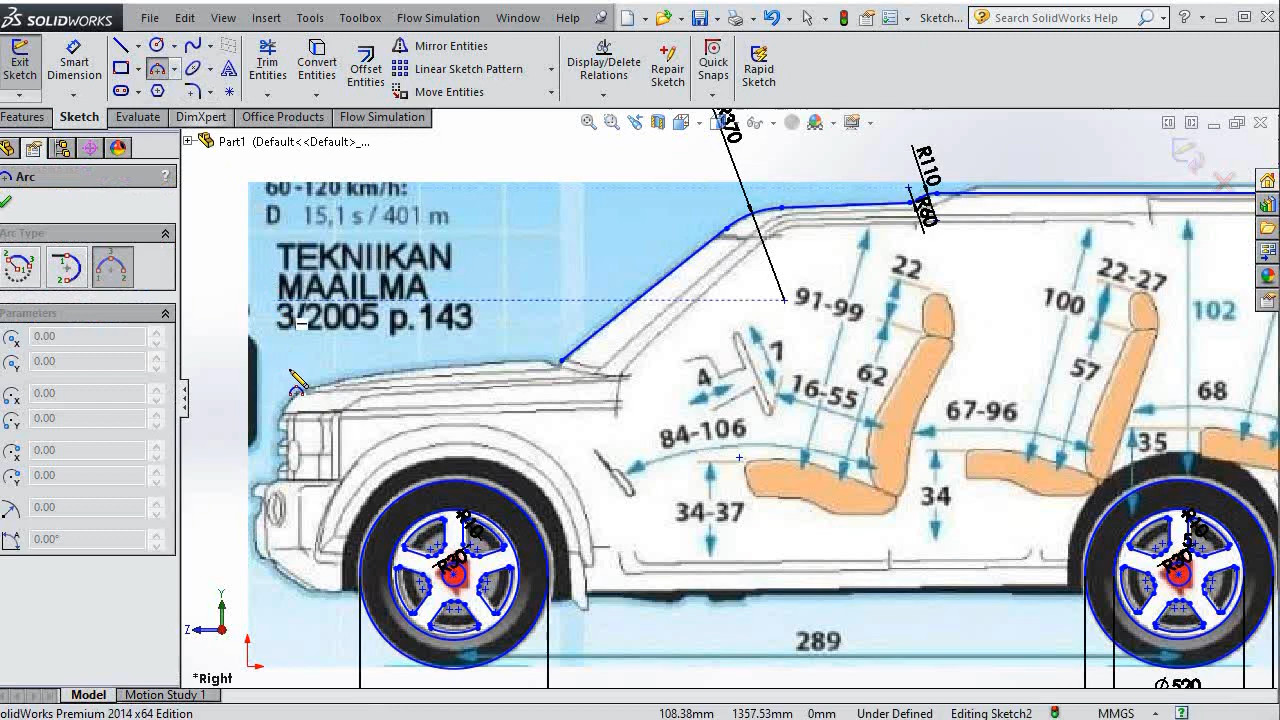 SOLIDWORKS
File Edit View Insert Tools Toolbox Flow Simulation Window Help
Sketch...
Search SolidWorks Help
Exit Sketch
Smart Dimension
Trim Entities
Convert Entities
Offset Entities
Mirror Entities
Linear Sketch Pattern
Move Entities
Display/Delete Relations
Repair Sketch
Quick Snaps
Rapid Sketch
Features Sketch Evaluate DimXpert Office Products Flow Simulation
Part1 (Default<<Default>_...
Arc
?
Arc Type
Parameters
0.00
0.00
0.00
0.00
0.00
0.00
0.00
0.00°
60-120 km/h:
D 15,1 s / 401 m
TEKNIIKAN
MAAILMA
3/2005 p.143
R110
R60
22
91-99
22-27
100
102
7
4
62
57
16-55
68
67-96
84-106
35
34
34-37
R30
R30
289
Ø520
Y
Z
*Right
Model Motion Study 1
SolidWorks Premium 2014 x64 Edition
108.38mm 1357.53mm 0mm Under Defined Editing Sketch2 MMGS